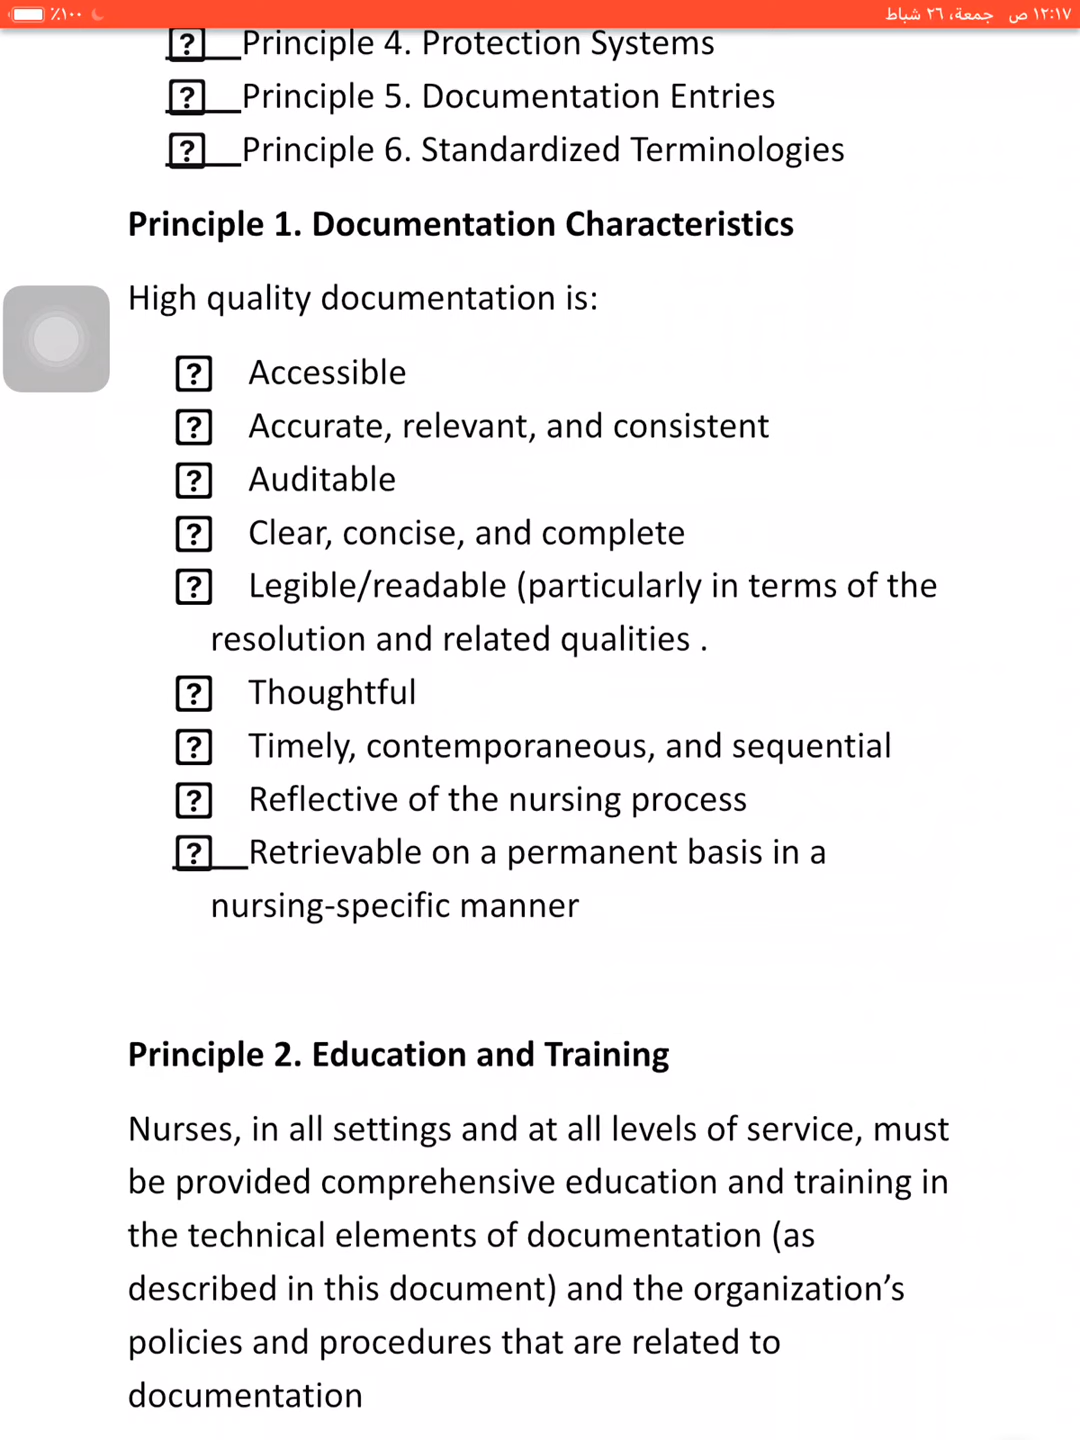 ٪١٠٠ جمعة، ٢٦ شباط ١٢:١٧ ص
? Principle 4. Protection Systems
? Principle 5. Documentation Entries
? Principle 6. Standardized Terminologies
Principle 1. Documentation Characteristics
High quality documentation is:
? Accessible
? Accurate, relevant, and consistent
? Auditable
? Clear, concise, and complete
? Legible/readable (particularly in terms of the
resolution and related qualities .
? Thoughtful
? Timely, contemporaneous, and sequential
? Reflective of the nursing process
? Retrievable on a permanent basis in a
nursing-specific manner
Principle 2. Education and Training
Nurses, in all settings and at all levels of service, must
be provided comprehensive education and training in
the technical elements of documentation (as
described in this document) and the organization’s
policies and procedures that are related to
documentation